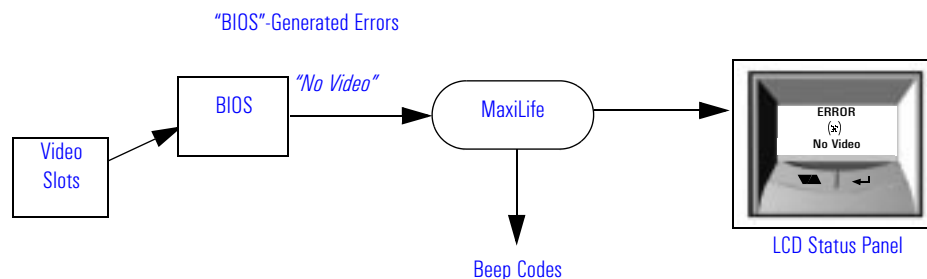 “BIOS”-Generated Errors
“No Video”
BIOS
MaxiLife
Video
Slots
ERROR
(x)
No Video
LCD Status Panel
Beep Codes